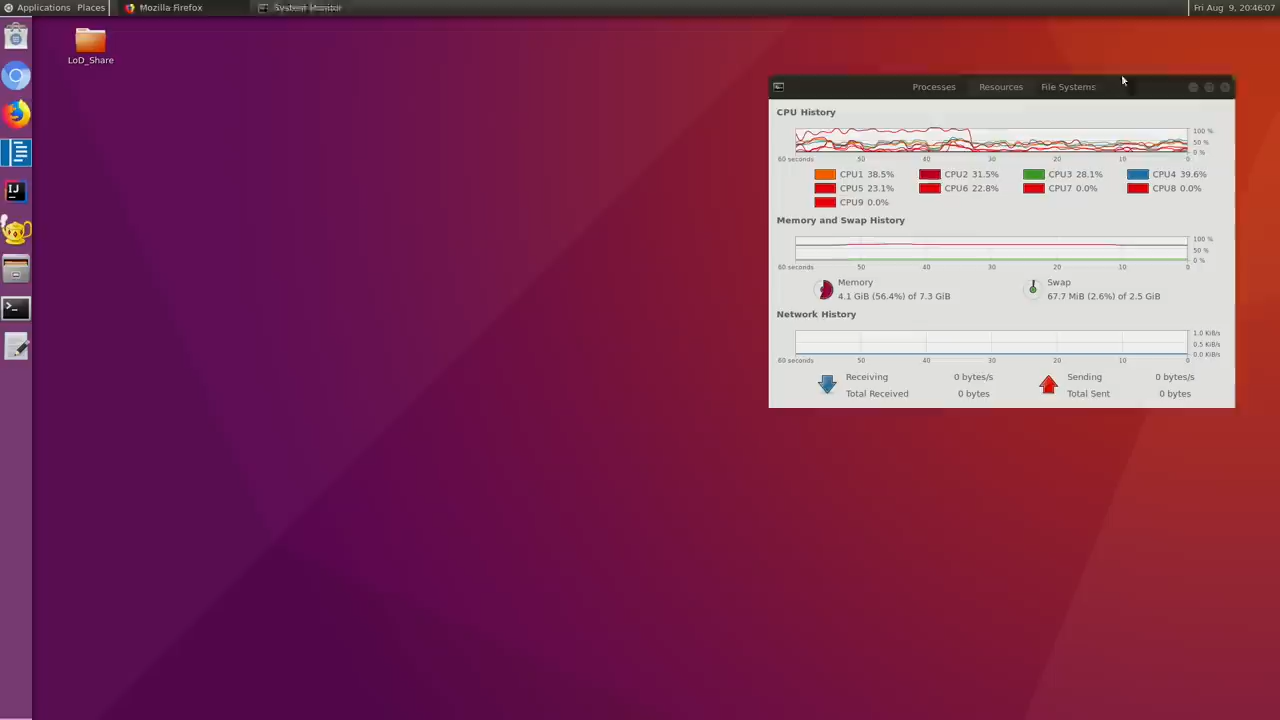 Applications Places Mozilla Firefox System Monitor Fri Aug 9, 20:46:07
LoD_Share
Processes Resources File Systems
CPU History
100 %
50 %
0 %
60 seconds 50 40 30 20 10 0
CPU1 38.5% CPU2 31.5% CPU3 28.1% CPU4 39.6%
CPU5 23.1% CPU6 22.8% CPU7 0.0% CPU8 0.0%
CPU9 0.0%
Memory and Swap History
100 %
50 %
0 %
60 seconds 50 40 30 20 10 0
Memory Swap
4.1 GiB (56.4%) of 7.3 GiB 67.7 MiB (2.6%) of 2.5 GiB
Network History
1.0 KiB/s
0.5 KiB/s
0.0 KiB/s
60 seconds 50 40 30 20 10 0
Receiving 0 bytes/s Sending 0 bytes/s
Total Received 0 bytes Total Sent 0 bytes
IJ